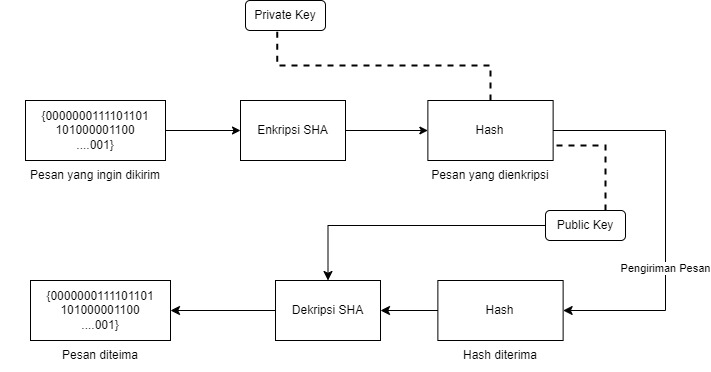 Private Key
{0000000111101101
101000001100
....001}
Enkripsi SHA
Hash
Pesan yang ingin dikirim
Pesan yang dienkripsi
Public Key
Pengiriman Pesan
{0000000111101101
101000001100
....001}
Dekripsi SHA
Hash
Pesan diteima
Hash diterima